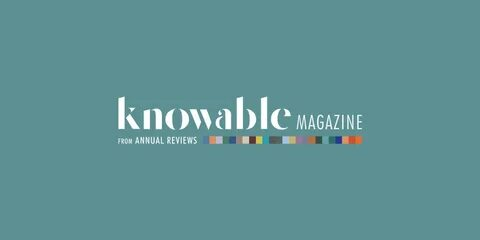 knowable MAGAZINE
FROM ANNUAL REVIEWS